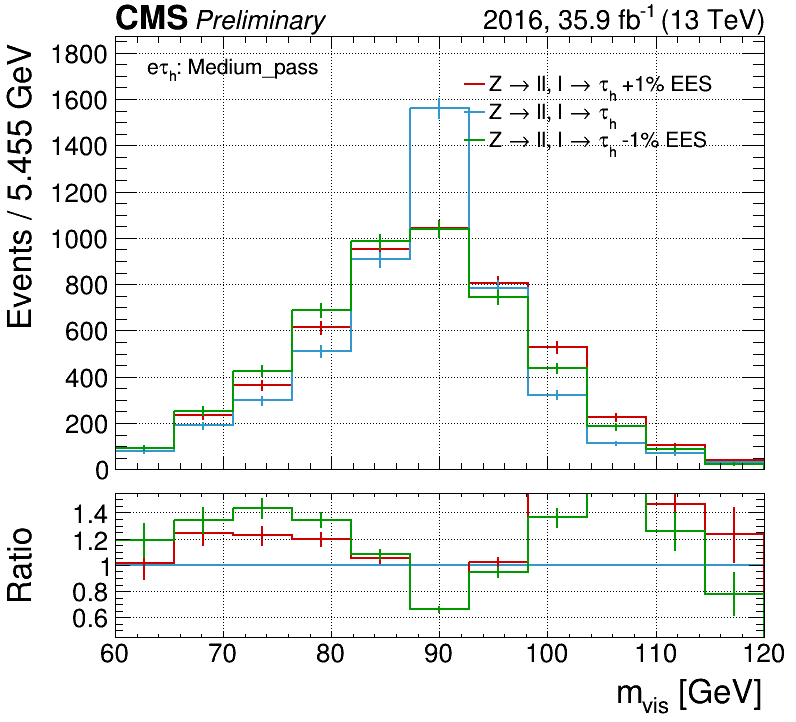 CMS Preliminary 2016, 35.9 fb-1 (13 TeV)
eτh: Medium_pass
Z → ll, l → τh +1% EES
Z → ll, l → τh
Z → ll, l → τh -1% EES
Events / 5.455 GeV
1800
1600
1400
1200
1000
800
600
400
200
0
Ratio
1.4
1.2
1
0.8
0.6
60 70 80 90 100 110 120
mvis [GeV]